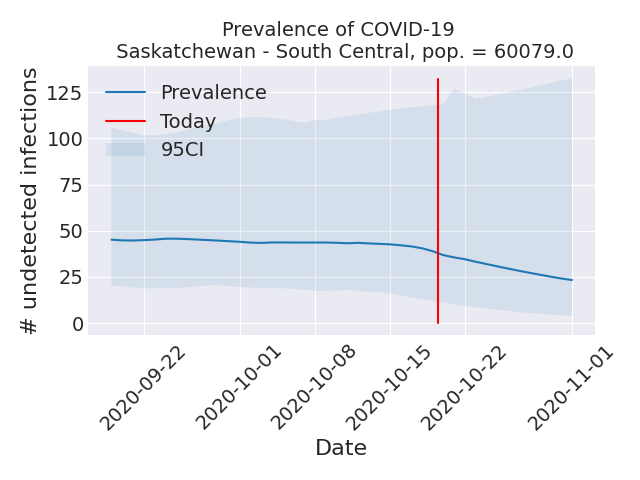 Prevalence of COVID-19
Saskatchewan - South Central, pop. = 60079.0
# undetected infections
125
100
75
50
25
0
Prevalence
Today
95CI
2020-09-22
2020-10-01
2020-10-08
2020-10-15
2020-10-22
2020-11-01
Date